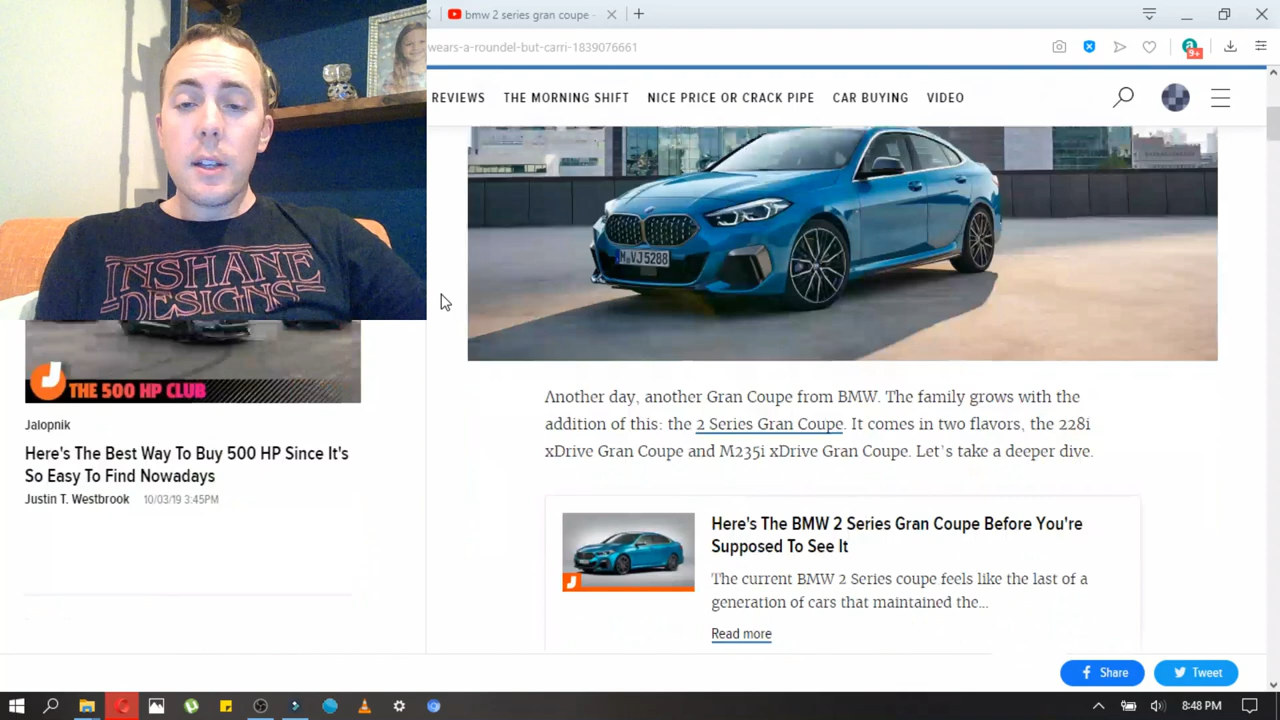 bmw 2 series gran coupe -
wears-a-roundel-but-carri-1839076661
9+
REVIEWS THE MORNING SHIFT NICE PRICE OR CRACK PIPE CAR BUYING VIDEO
INSHANE
DESIGNS
M VJ 5288
THE 500 HP CLUB
Jalopnik
Here's The Best Way To Buy 500 HP Since It's
So Easy To Find Nowadays
Justin T. Westbrook 10/03/19 3:45PM
Another day, another Gran Coupe from BMW. The family grows with the
addition of this: the 2 Series Gran Coupe. It comes in two flavors, the 228i
xDrive Gran Coupe and M235i xDrive Gran Coupe. Let's take a deeper dive.
Here's The BMW 2 Series Gran Coupe Before You're
Supposed To See It
The current BMW 2 Series coupe feels like the last of a
generation of cars that maintained the...
Read more
Share
Tweet
8:48 PM